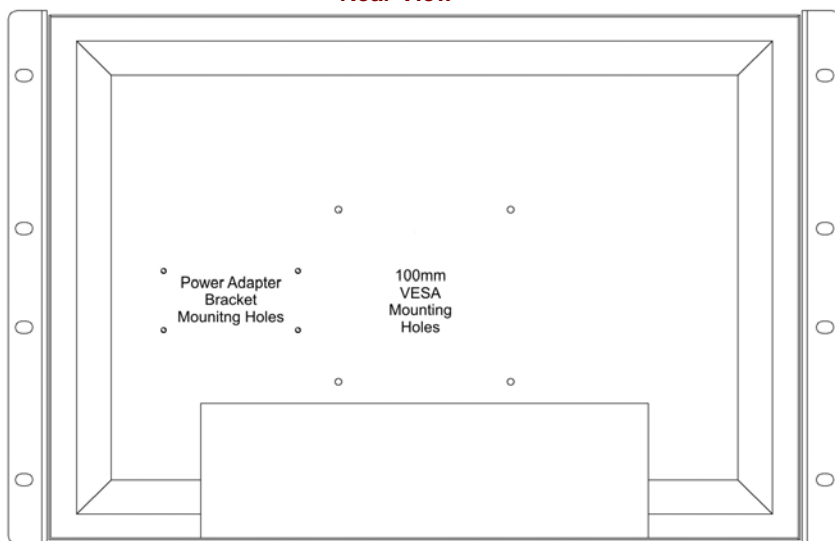 Rear View
Power Adapter
Bracket
Mounitng Holes
100mm
VESA
Mounting
Holes